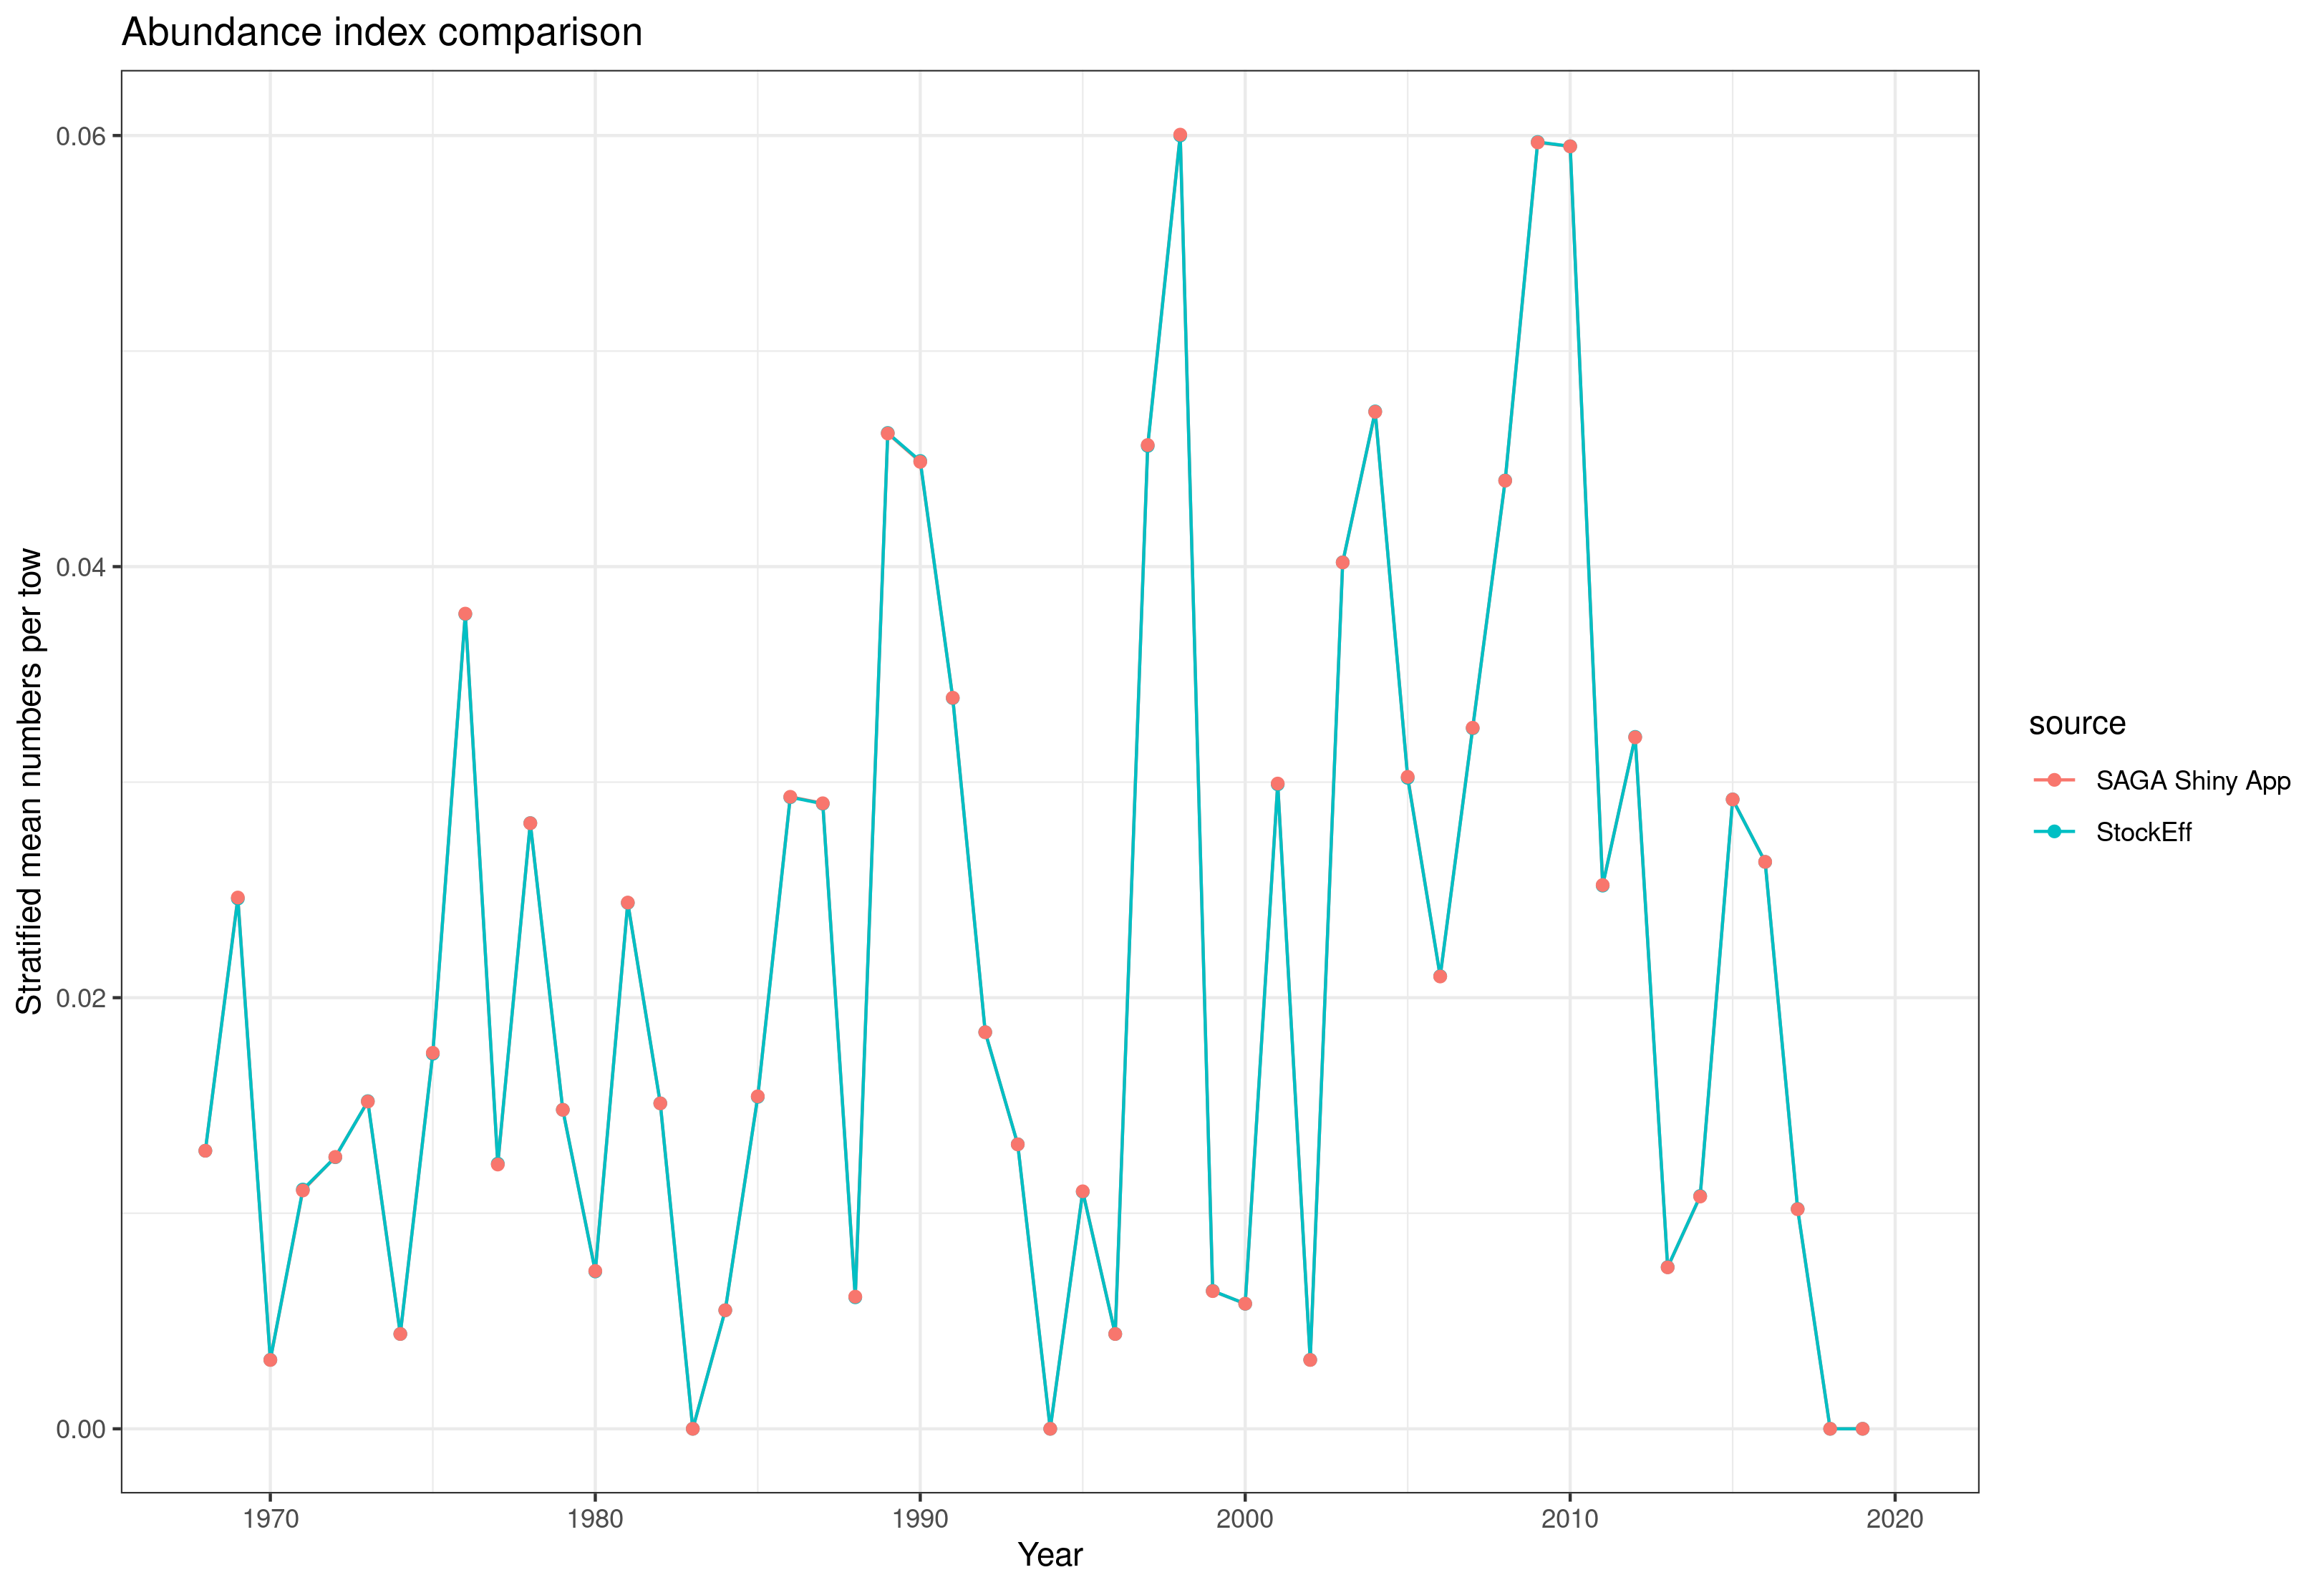 Abundance index comparison
Stratified mean numbers per tow
0.06
0.04
0.02
0.00
1970 1980 1990 2000 2010 2020
Year
source
SAGA Shiny App
StockEff